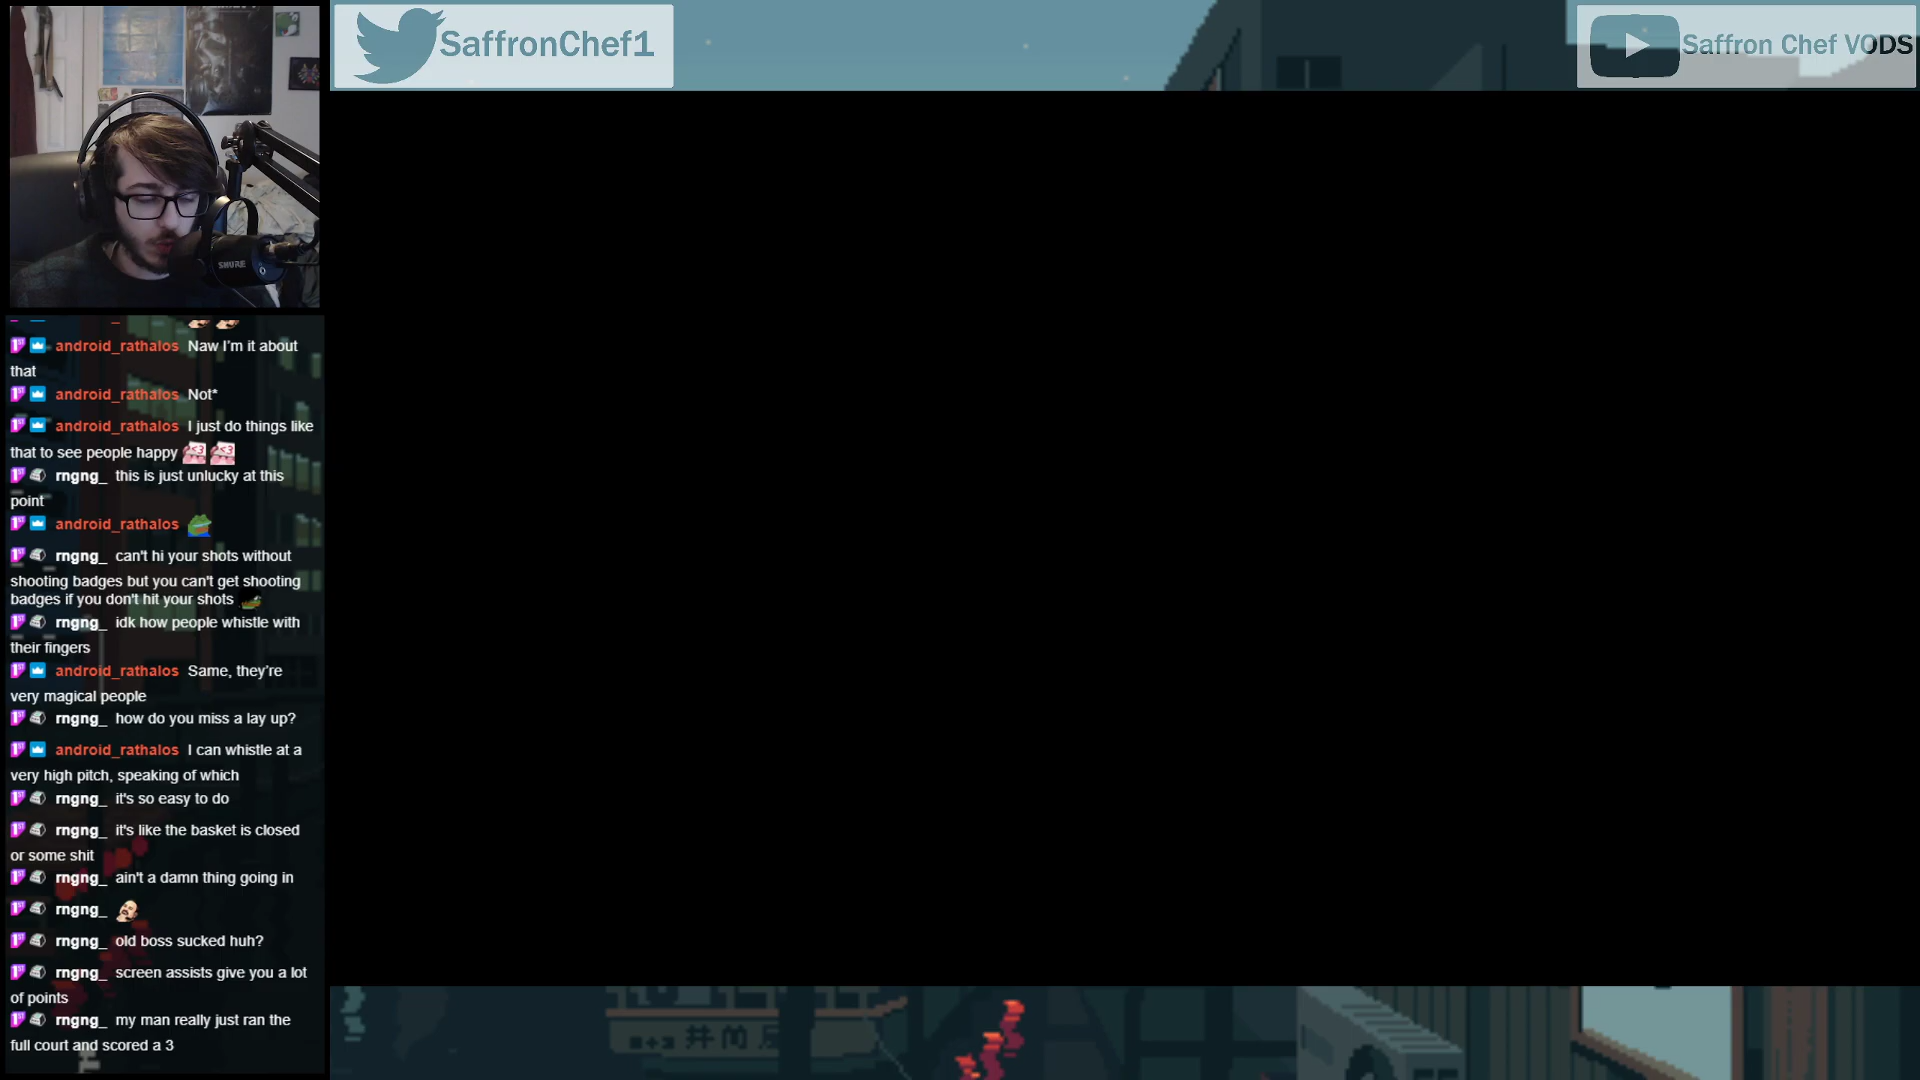 SaffronChef1
Saffron Chef VODS
SHURE
android_rathalos Naw I'm it about
that
android_rathalos Not*
android_rathalos I just do things like
that to see people happy
rngng_ this is just unlucky at this
point
android_rathalos
rngng_ can't hi your shots without
shooting badges but you can't get shooting
badges if you don't hit your shots
rngng_ idk how people whistle with
their fingers
android_rathalos Same, they're
very magical people
rngng_ how do you miss a lay up?
android_rathalos I can whistle at a
very high pitch, speaking of which
rngng_ it's so easy to do
rngng_ it's like the basket is closed
or some shit
rngng_ ain't a damn thing going in
rngng_
rngng_ old boss sucked huh?
rngng_ screen assists give you a lot
of points
rngng_ my man really just ran the
full court and scored a 3